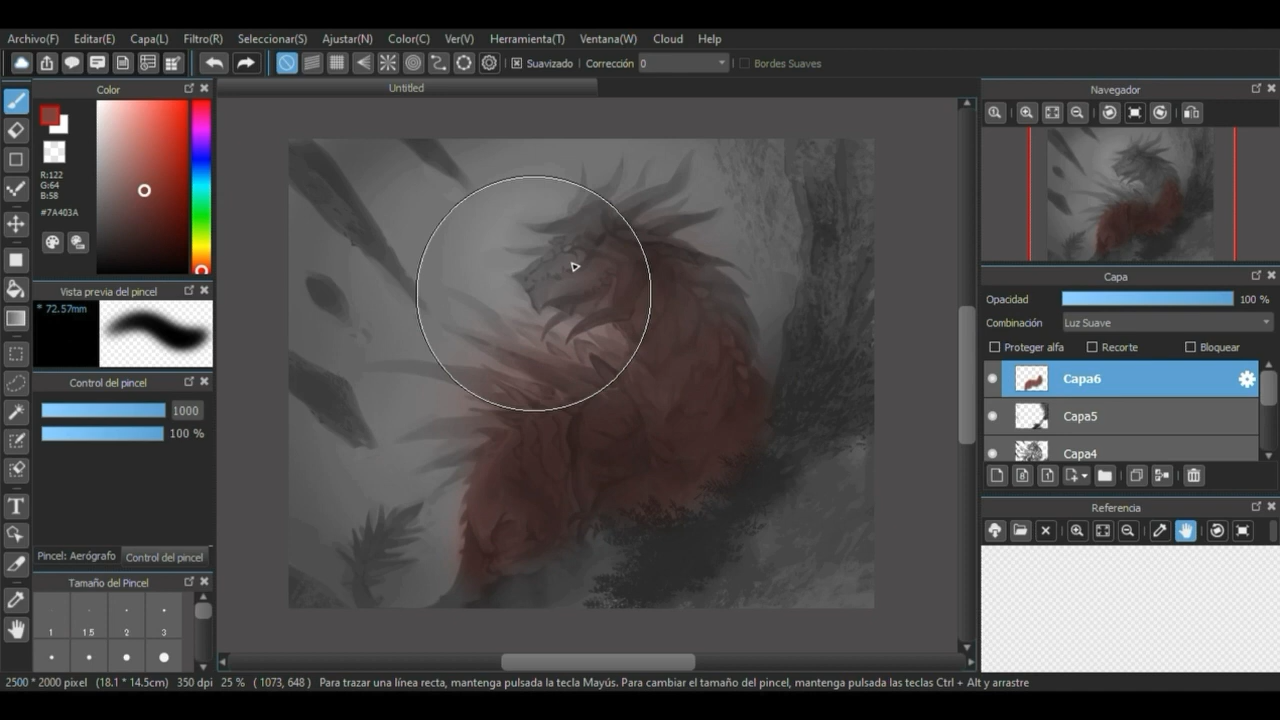 Archivo(F) Editar(E) Capa(L) Filtro(R) Seleccionar(S) Ajustar(N) Color(C) Ver(V) Herramienta(T) Ventana(W) Cloud Help
Suavizado Corrección 0 Bordes Suaves
Color
R:122
G:64
B:58
#7A403A
Vista previa del pincel
* 72.57mm
Control del pincel
1000
100 %
Pincel: Aerógrafo Control del pincel
Tamaño del Pincel
1 1.5 2 3
Untitled
Navegador
Capa
Opacidad 100 %
Combinación Luz Suave
Proteger alfa Recorte Bloquear
Capa6
Capa5
Capa4
Referencia
2500 * 2000 pixel (18.1 * 14.5cm) 350 dpi 25 % ( 1073, 648 ) Para trazar una línea recta, mantenga pulsada la tecla Mayús. Para cambiar el tamaño del pincel, mantenga pulsadas las teclas Ctrl + Alt y arrastre